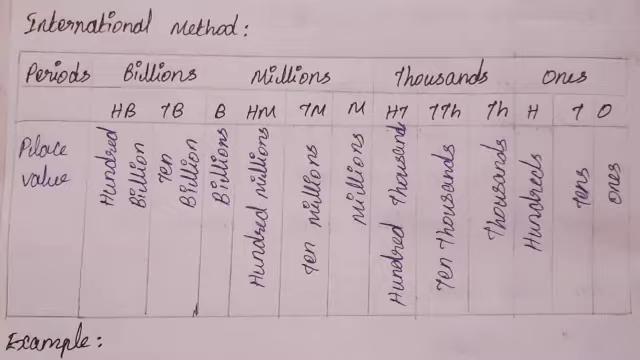 International Method:
Periods Billions Millions Thousands Ones
HB TB B HM TM M HT TTh Th H T O
Place value
Hundred Billion
Ten Billion
Billions
Hundred Millions
Ten Millions
Millions
Hundred Thousands
Ten Thousands
Thousands
Hundreds
Tens
ones
Example: